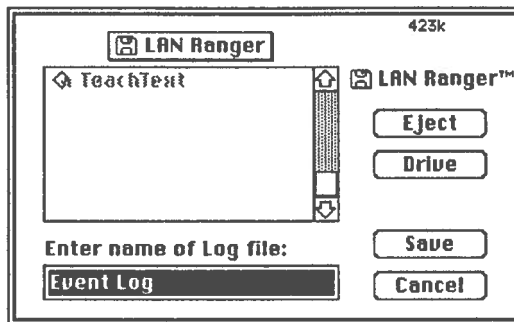 423k
LAN Ranger
TeachText
LAN Ranger™
Eject
Drive
Enter name of Log file:
Save
Event Log
Cancel